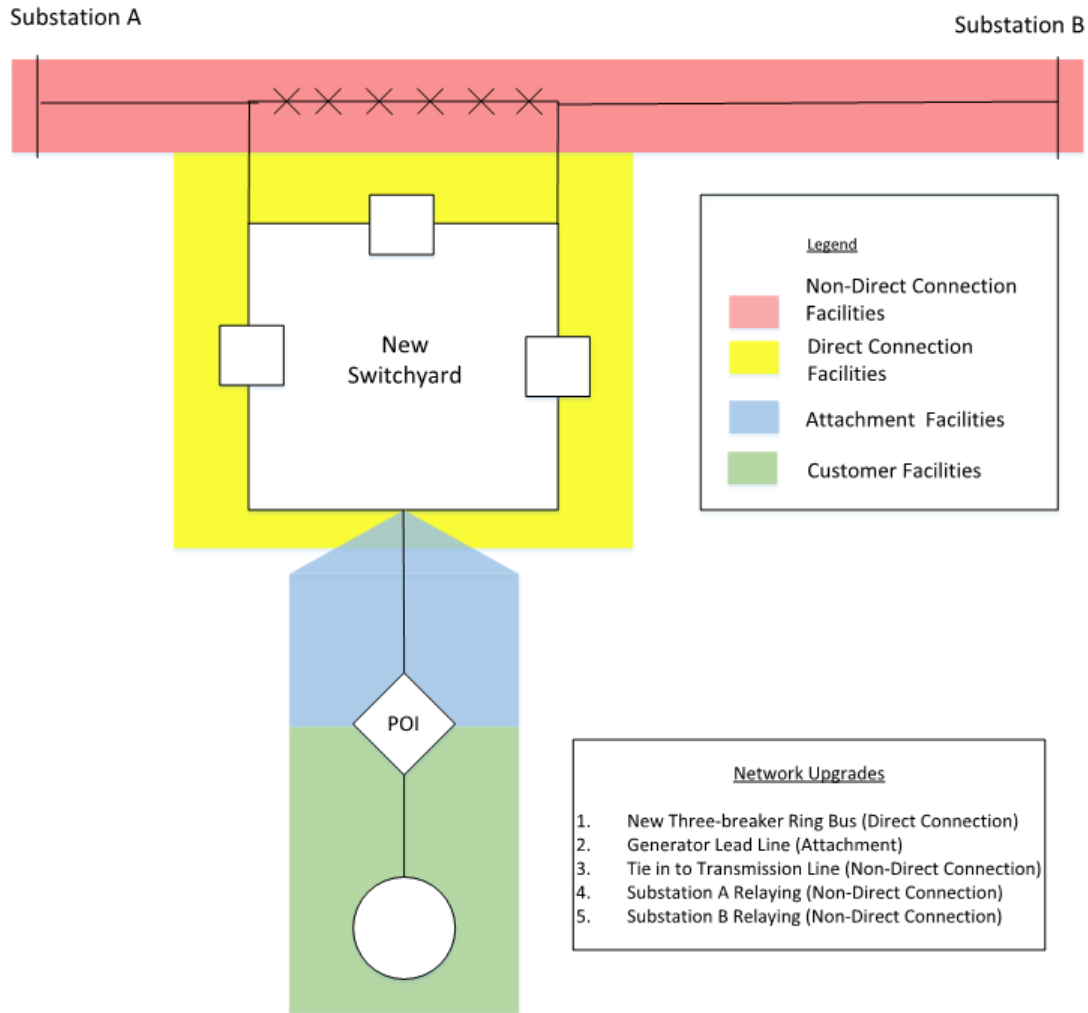 Substation A
Substation B
New
Switchyard
Legend
Non-Direct Connection
Facilities
Direct Connection
Facilities
Attachment Facilities
Customer Facilities
POI
Network Upgrades
1. New Three-breaker Ring Bus (Direct Connection)
2. Generator Lead Line (Attachment)
3. Tie in to Transmission Line (Non-Direct Connection)
4. Substation A Relaying (Non-Direct Connection)
5. Substation B Relaying (Non-Direct Connection)